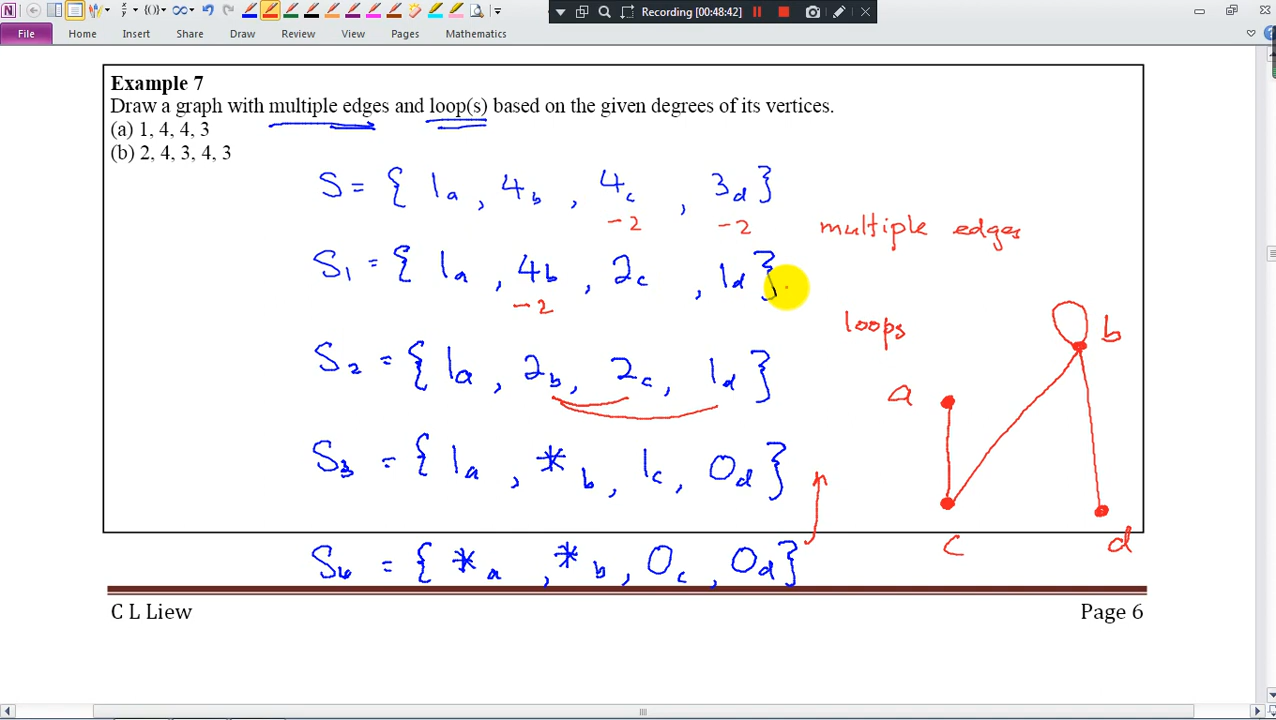 Recording [00:48:42]
File Home Insert Share Draw Review View Pages Mathematics
Example 7
Draw a graph with multiple edges and loop(s) based on the given degrees of its vertices.
(a) 1, 4, 4, 3
(b) 2, 4, 3, 4, 3
S = { 1a , 4b , 4c , 3d }
-2 -2
multiple edges
S1 = { 1a , 4b , 2c , 1d }
-2
loops
b
S2 = { 1a , 2b , 2c , 1d }
a
S3 = { 1a , *b , 1c , 0d }
c d
S4 = { *a , *b , 0c , 0d }
C L Liew Page 6